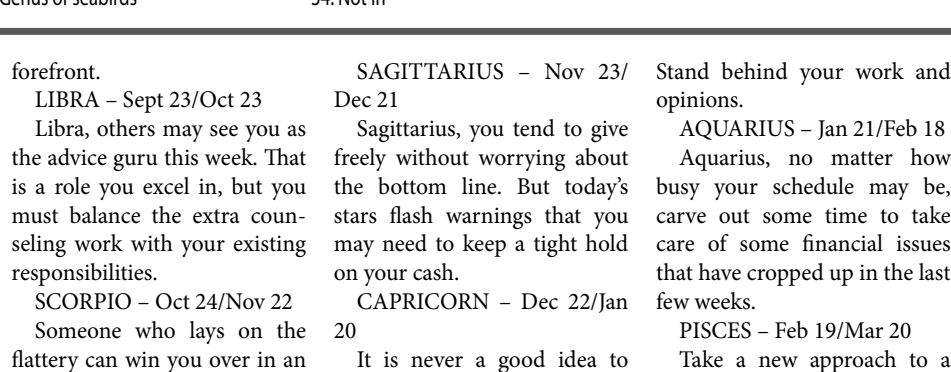 Genus of seabirds
54. Not in
forefront.
LIBRA – Sept 23/Oct 23
Libra, others may see you as
the advice guru this week. That
is a role you excel in, but you
must balance the extra coun-
seling work with your existing
responsibilities.
SCORPIO – Oct 24/Nov 22
Someone who lays on the
flattery can win you over in an
SAGITTARIUS – Nov 23/
Dec 21
Sagittarius, you tend to give
freely without worrying about
the bottom line. But today's
stars flash warnings that you
may need to keep a tight hold
on your cash.
CAPRICORN – Dec 22/Jan
20
It is never a good idea to
Stand behind your work and
opinions.
AQUARIUS – Jan 21/Feb 18
Aquarius, no matter how
busy your schedule may be,
carve out some time to take
care of some financial issues
that have cropped up in the last
few weeks.
PISCES – Feb 19/Mar 20
Take a new approach to a